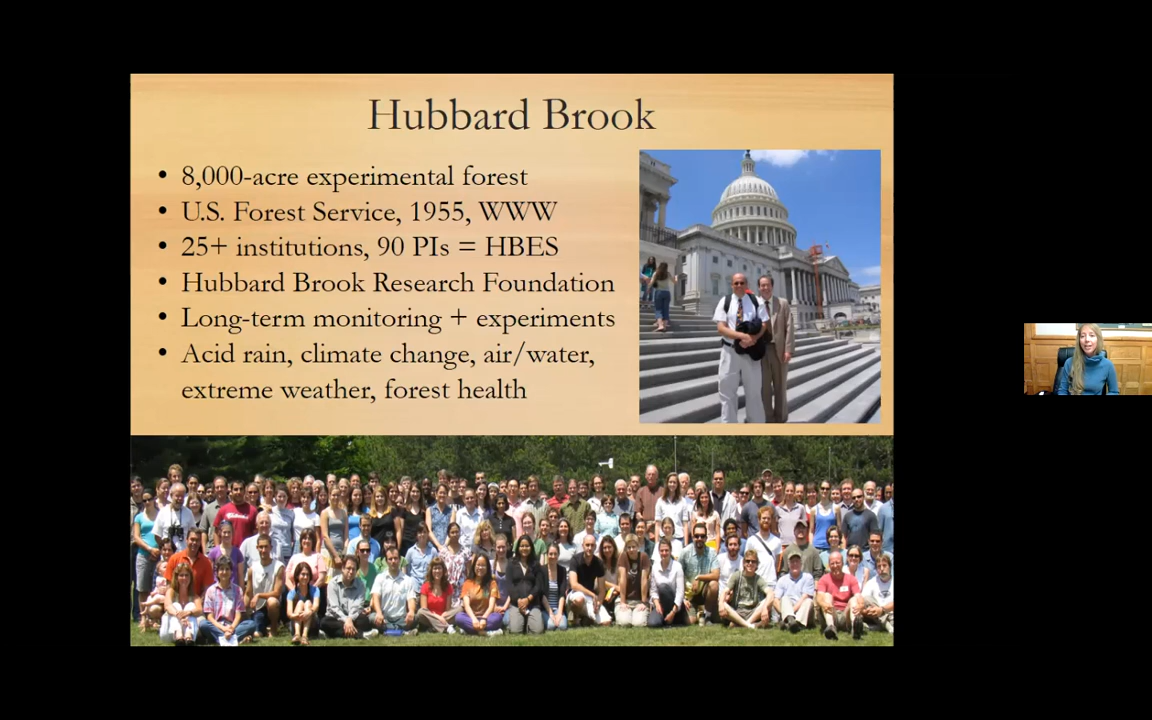 Hubbard Brook
• 8,000-acre experimental forest
• U.S. Forest Service, 1955, WWW
• 25+ institutions, 90 PIs = HBES
• Hubbard Brook Research Foundation
• Long-term monitoring + experiments
• Acid rain, climate change, air/water,
extreme weather, forest health